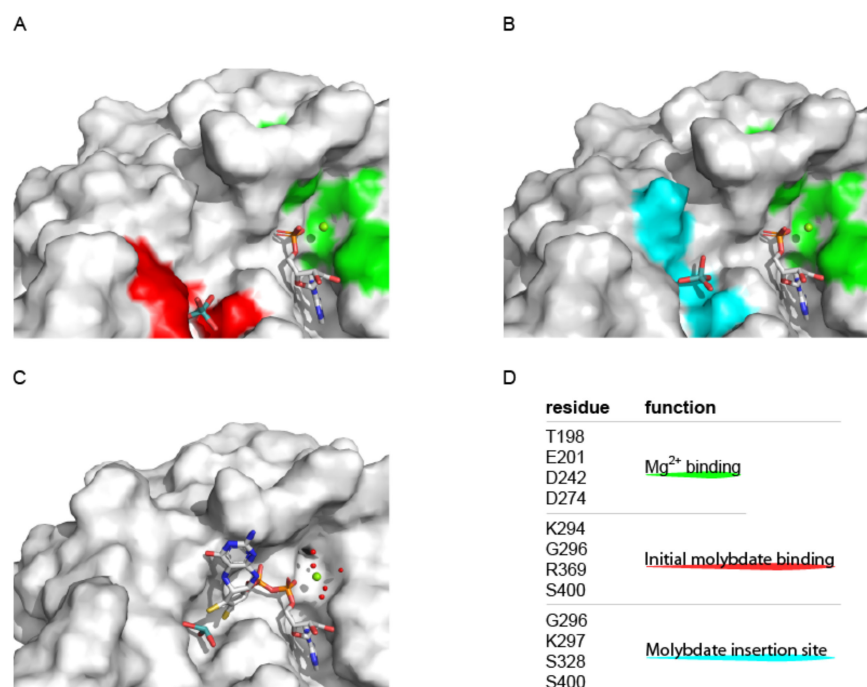 A
B
C
D
residue function
T198
E201
D242
D274
Mg2+ binding
K294
G296
R369
S400
Initial molybdate binding
G296
K297
S328
S400
Molybdate insertion site